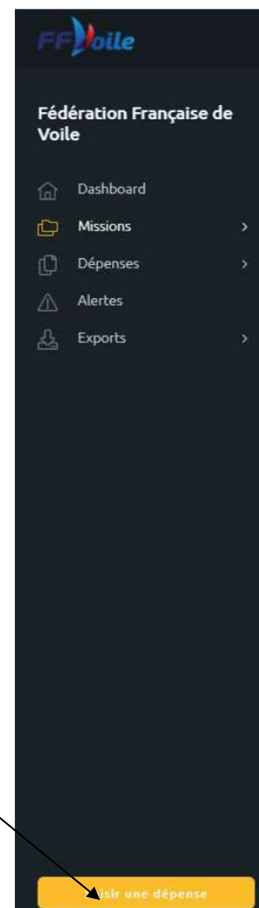 FFVoile
Fédération Française de
Voile
Dashboard
Missions
Dépenses
Alertes
Exports
isir une dépense